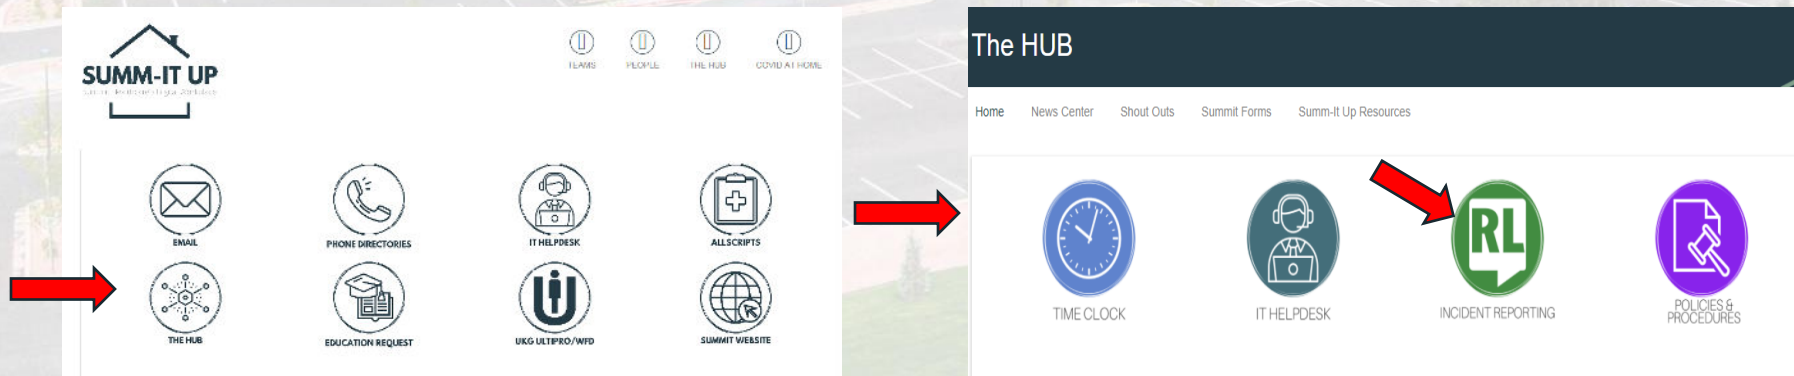 SUMM-IT UP
TEAMS
PEOPLE
THE HUB
COVID AT HOME
EMAIL
PHONE DIRECTORIES
IT HELPDESK
ALLSCRIPTS
THE HUB
EDUCATION REQUEST
UKG ULTIPRO/WFD
SUMMIT WEBSITE
The HUB
Home
News Center
Shout Outs
Summit Forms
Summ-It Up Resources
RL
TIME CLOCK
IT HELPDESK
INCIDENT REPORTING
POLICIES &
PROCEDURES